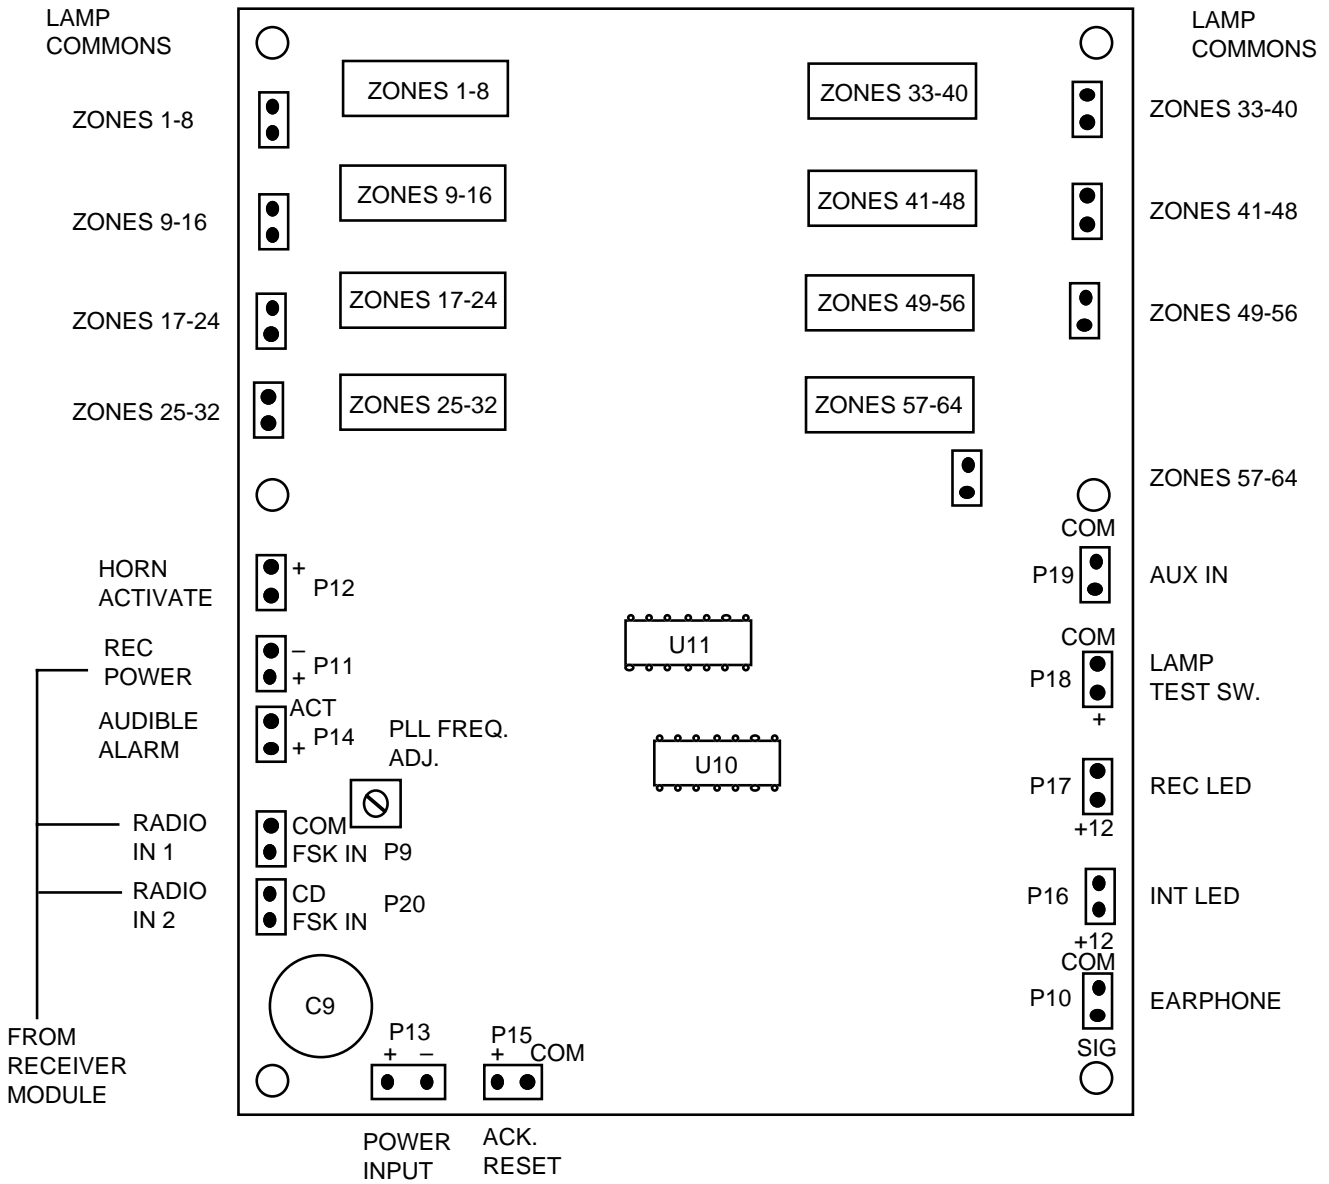 LAMP
COMMONS
LAMP
COMMONS
ZONES 1-8
ZONES 1-8
ZONES 33-40
ZONES 33-40
ZONES 9-16
ZONES 9-16
ZONES 41-48
ZONES 41-48
ZONES 17-24
ZONES 17-24
ZONES 49-56
ZONES 49-56
ZONES 25-32
ZONES 25-32
ZONES 57-64
ZONES 57-64
HORN
ACTIVATE
+
P12
COM
P19
AUX IN
REC
POWER
–
P11
+
U11
COM
P18
+
LAMP
TEST SW.
AUDIBLE
ALARM
ACT
P14
+
PLL FREQ.
ADJ.
U10
P17
+12
REC LED
RADIO
IN 1
COM
FSK IN
P9
RADIO
IN 2
CD
FSK IN
P20
P16
+12
INT LED
C9
COM
P10
SIG
EARPHONE
FROM
RECEIVER
MODULE
P13
+ –
P15
+ COM
POWER
INPUT
ACK.
RESET